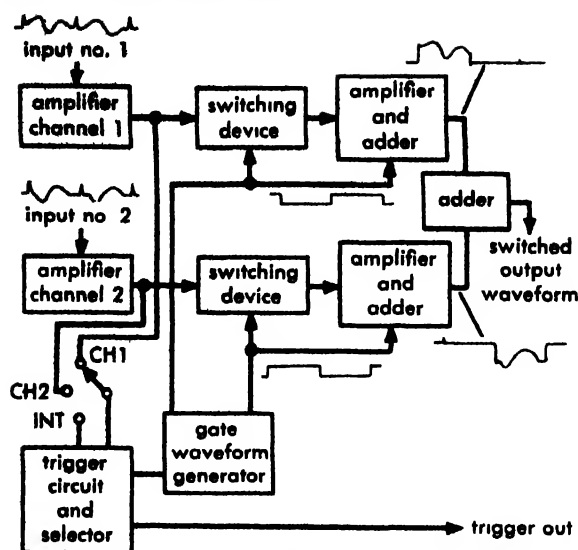 input no. 1
amplifier
channel 1
switching
device
amplifier
and
adder
input no 2
amplifier
channel 2
switching
device
amplifier
and
adder
adder
switched
output
waveform
CH1
CH2
INT
gate
waveform
generator
trigger
circuit
and
selector
trigger out